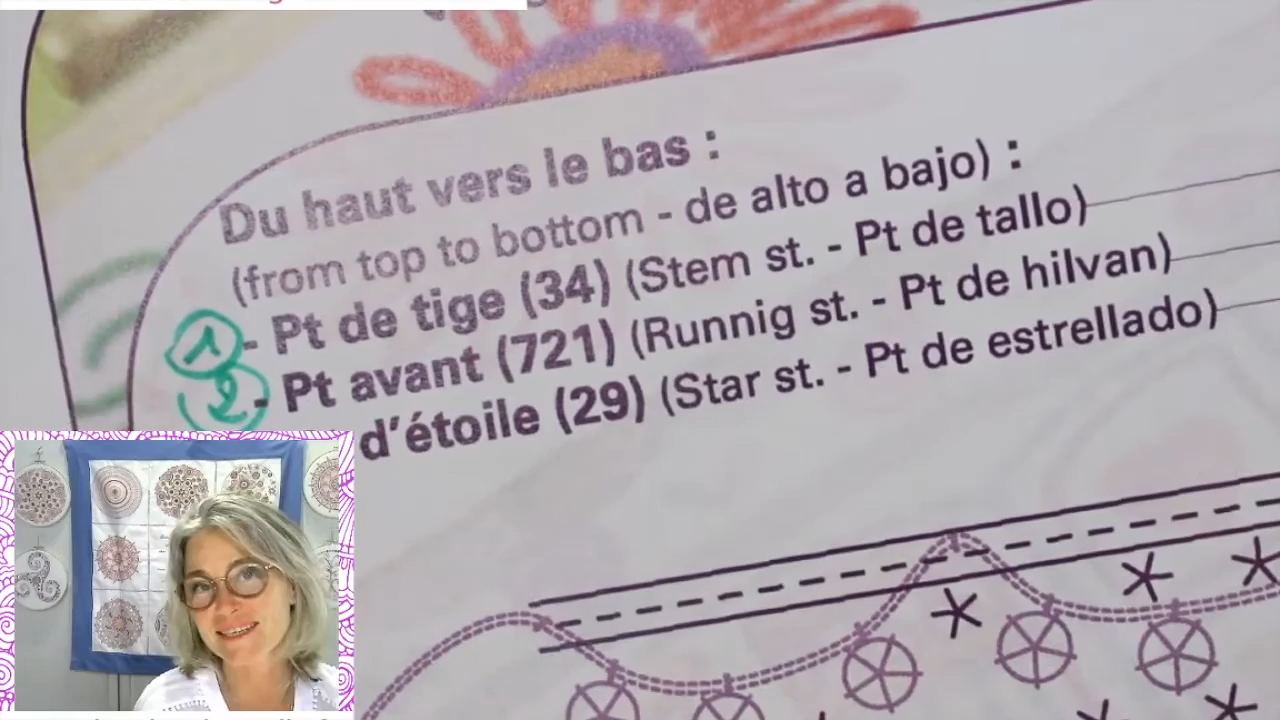 Du haut vers le bas :
(from top to bottom - de alto a bajo) :
1 - Pt de tige (34) (Stem st. - Pt de tallo)
2 - Pt avant (721) (Runnig st. - Pt de hilvan)
d'étoile (29) (Star st. - Pt de estrellado)